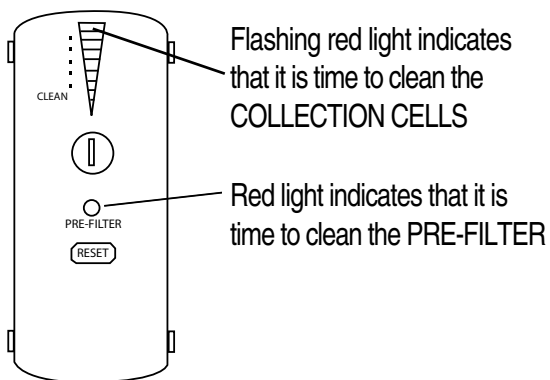 Flashing red light indicates
that it is time to clean the
COLLECTION CELLS
CLEAN
Red light indicates that it is
time to clean the PRE-FILTER
PRE-FILTER
RESET